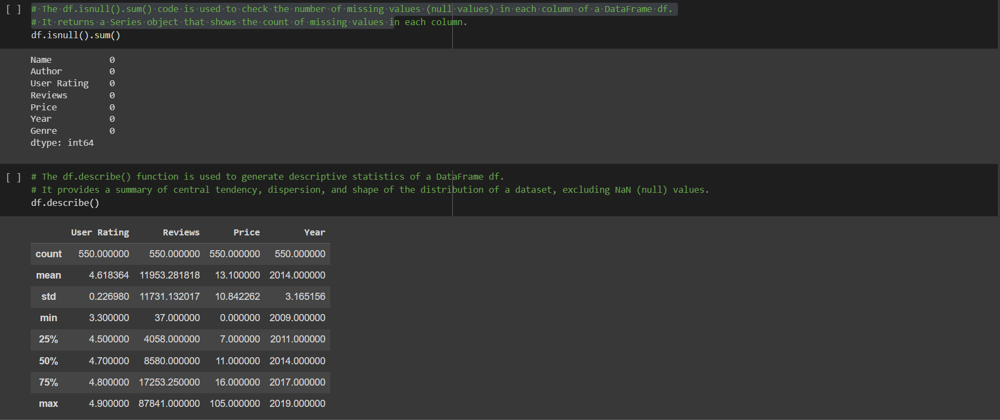 [ ] # The df.isnull().sum() code is used to check the number of missing values (null values) in each column of a DataFrame df.
# It returns a Series object that shows the count of missing values in each column.
df.isnull().sum()
Name 0
Author 0
User Rating 0
Reviews 0
Price 0
Year 0
Genre 0
dtype: int64
[ ] # The df.describe() function is used to generate descriptive statistics of a DataFrame df.
# It provides a summary of central tendency, dispersion, and shape of the distribution of a dataset, excluding NaN (null) values.
df.describe()
User Rating Reviews Price Year
count 550.000000 550.000000 550.000000 550.000000
mean 4.618364 11953.281818 13.100000 2014.000000
std 0.226980 11731.132017 10.842262 3.165156
min 3.300000 37.000000 0.000000 2009.000000
25% 4.500000 4058.000000 7.000000 2011.000000
50% 4.700000 8580.000000 11.000000 2014.000000
75% 4.800000 17253.250000 16.000000 2017.000000
max 4.900000 87841.000000 105.000000 2019.000000